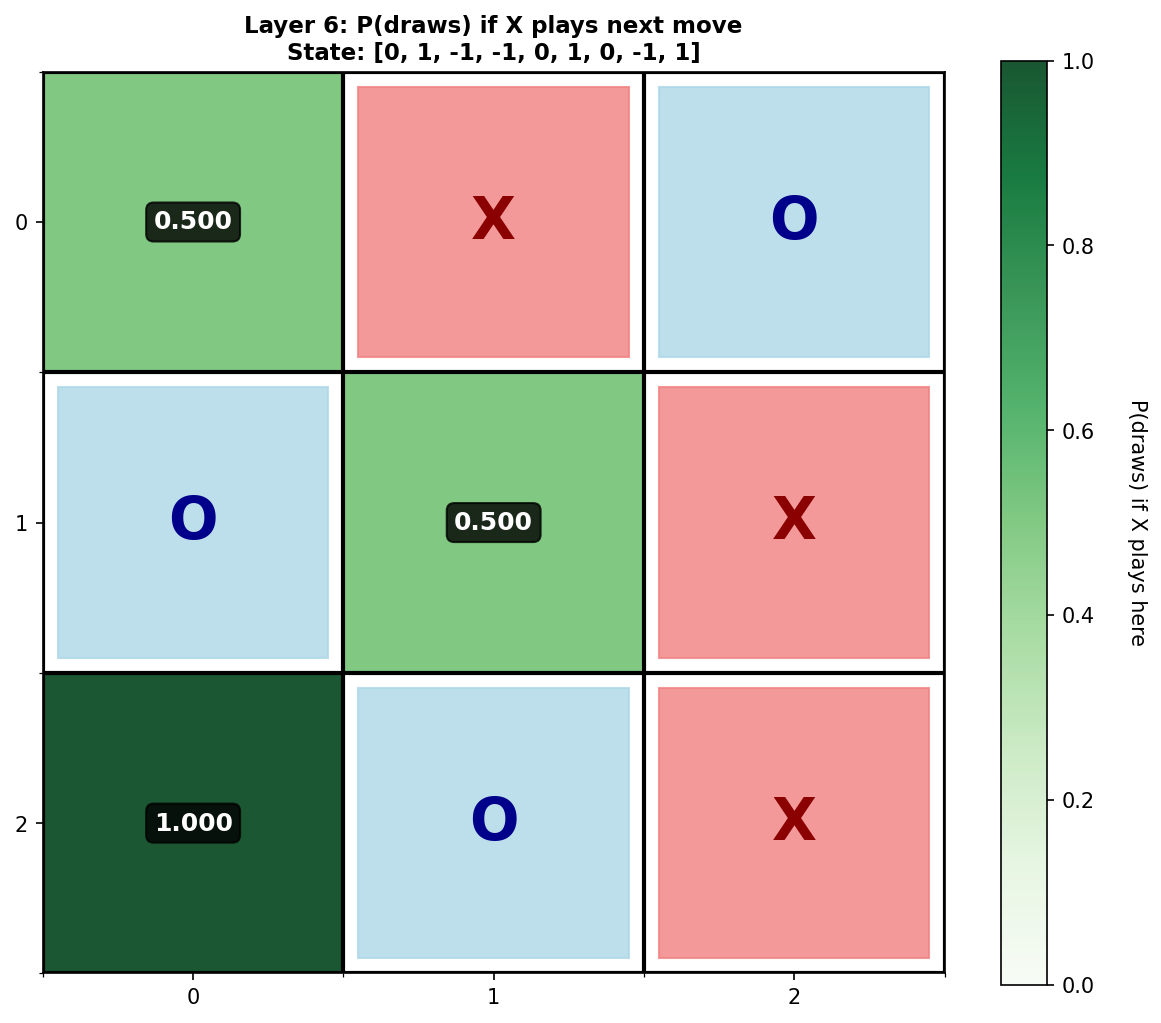 Layer 6: P(draws) if X plays next move
State: [0, 1, -1, -1, 0, 1, 0, -1, 1]
0
0.500
X
O
1
O
0.500
X
2
1.000
O
X
0
1
2
1.0
0.8
0.6
0.4
0.2
0.0
P(draws) if X plays here